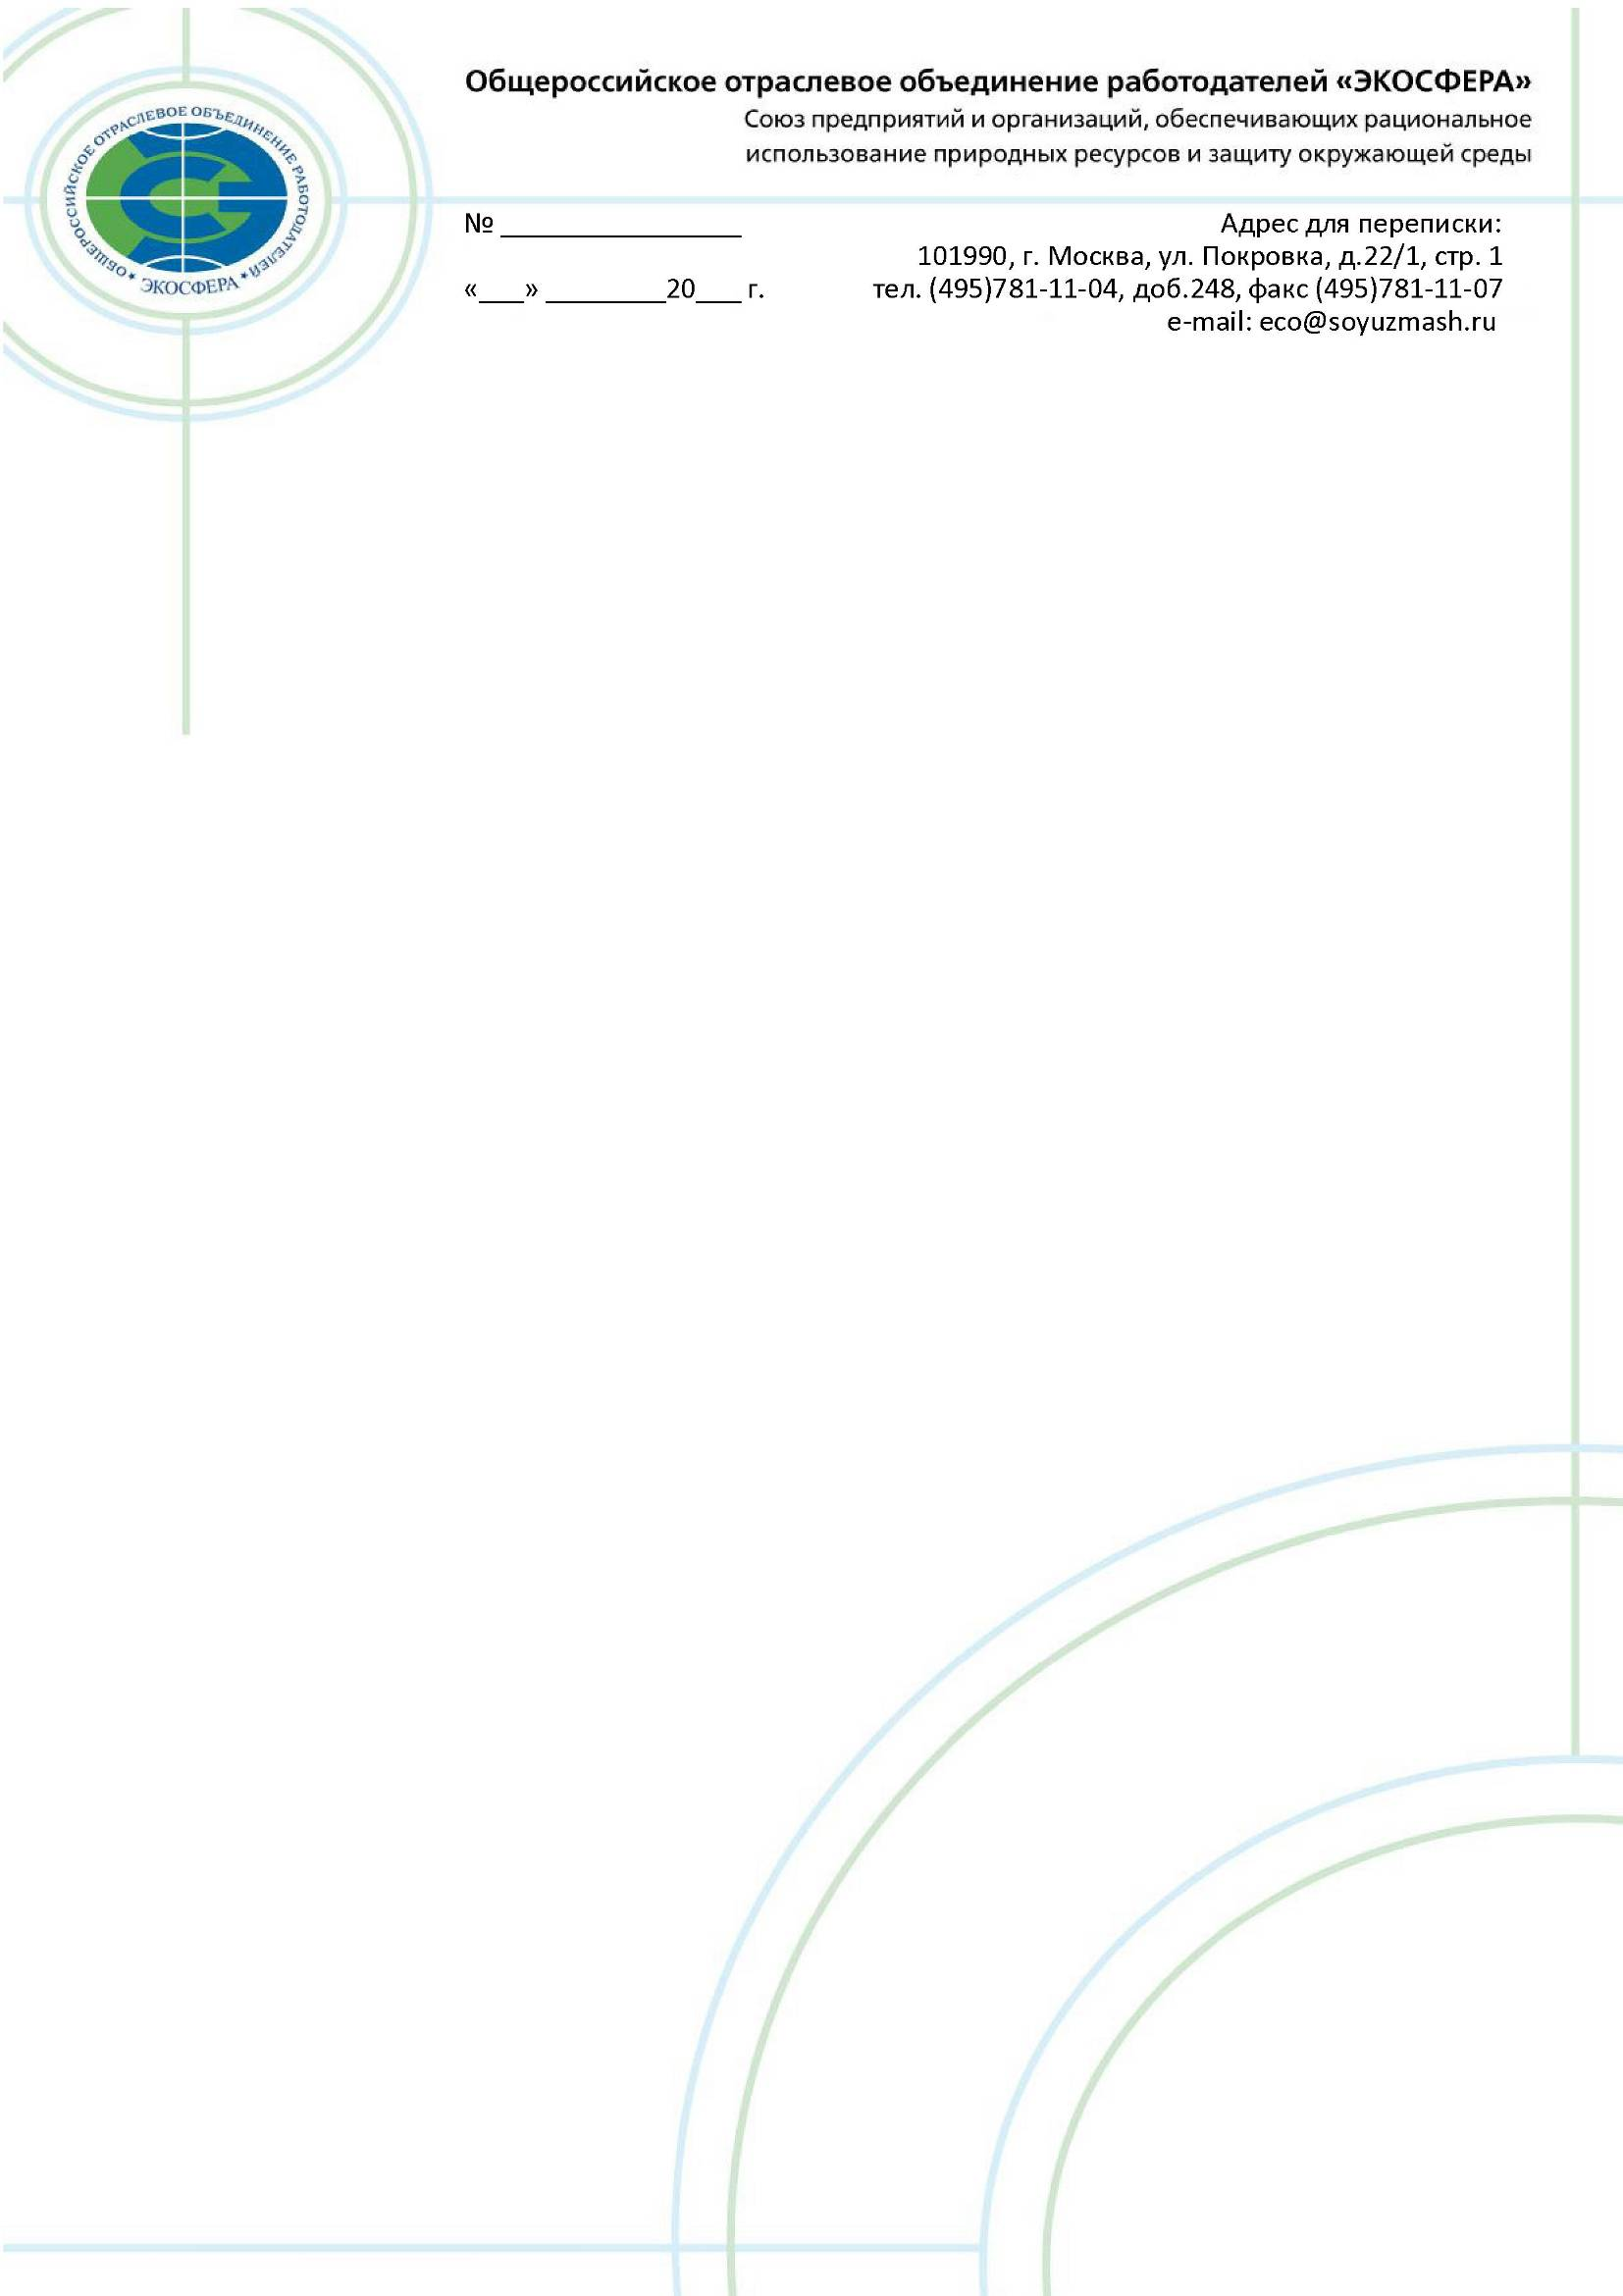 Общероссийское отраслевое объединение работодателей «ЭКОСФЕРА»
Союз предприятий и организаций, обеспечивающих рациональное
использование природных ресурсов и защиту окружающей среды
ОБЩЕРОССИЙСКОЕ ОТРАСЛЕВОЕ ОБЪЕДИНЕНИЕ РАБОТОДАТЕЛЕЙ
ЭКОСФЕРА
№ ________________
«___» ________20___ г.
Адрес для переписки:
101990, г. Москва, ул. Покровка, д.22/1, стр. 1
тел. (495)781-11-04, доб.248, факс (495)781-11-07
e-mail: eco@soyuzmash.ru